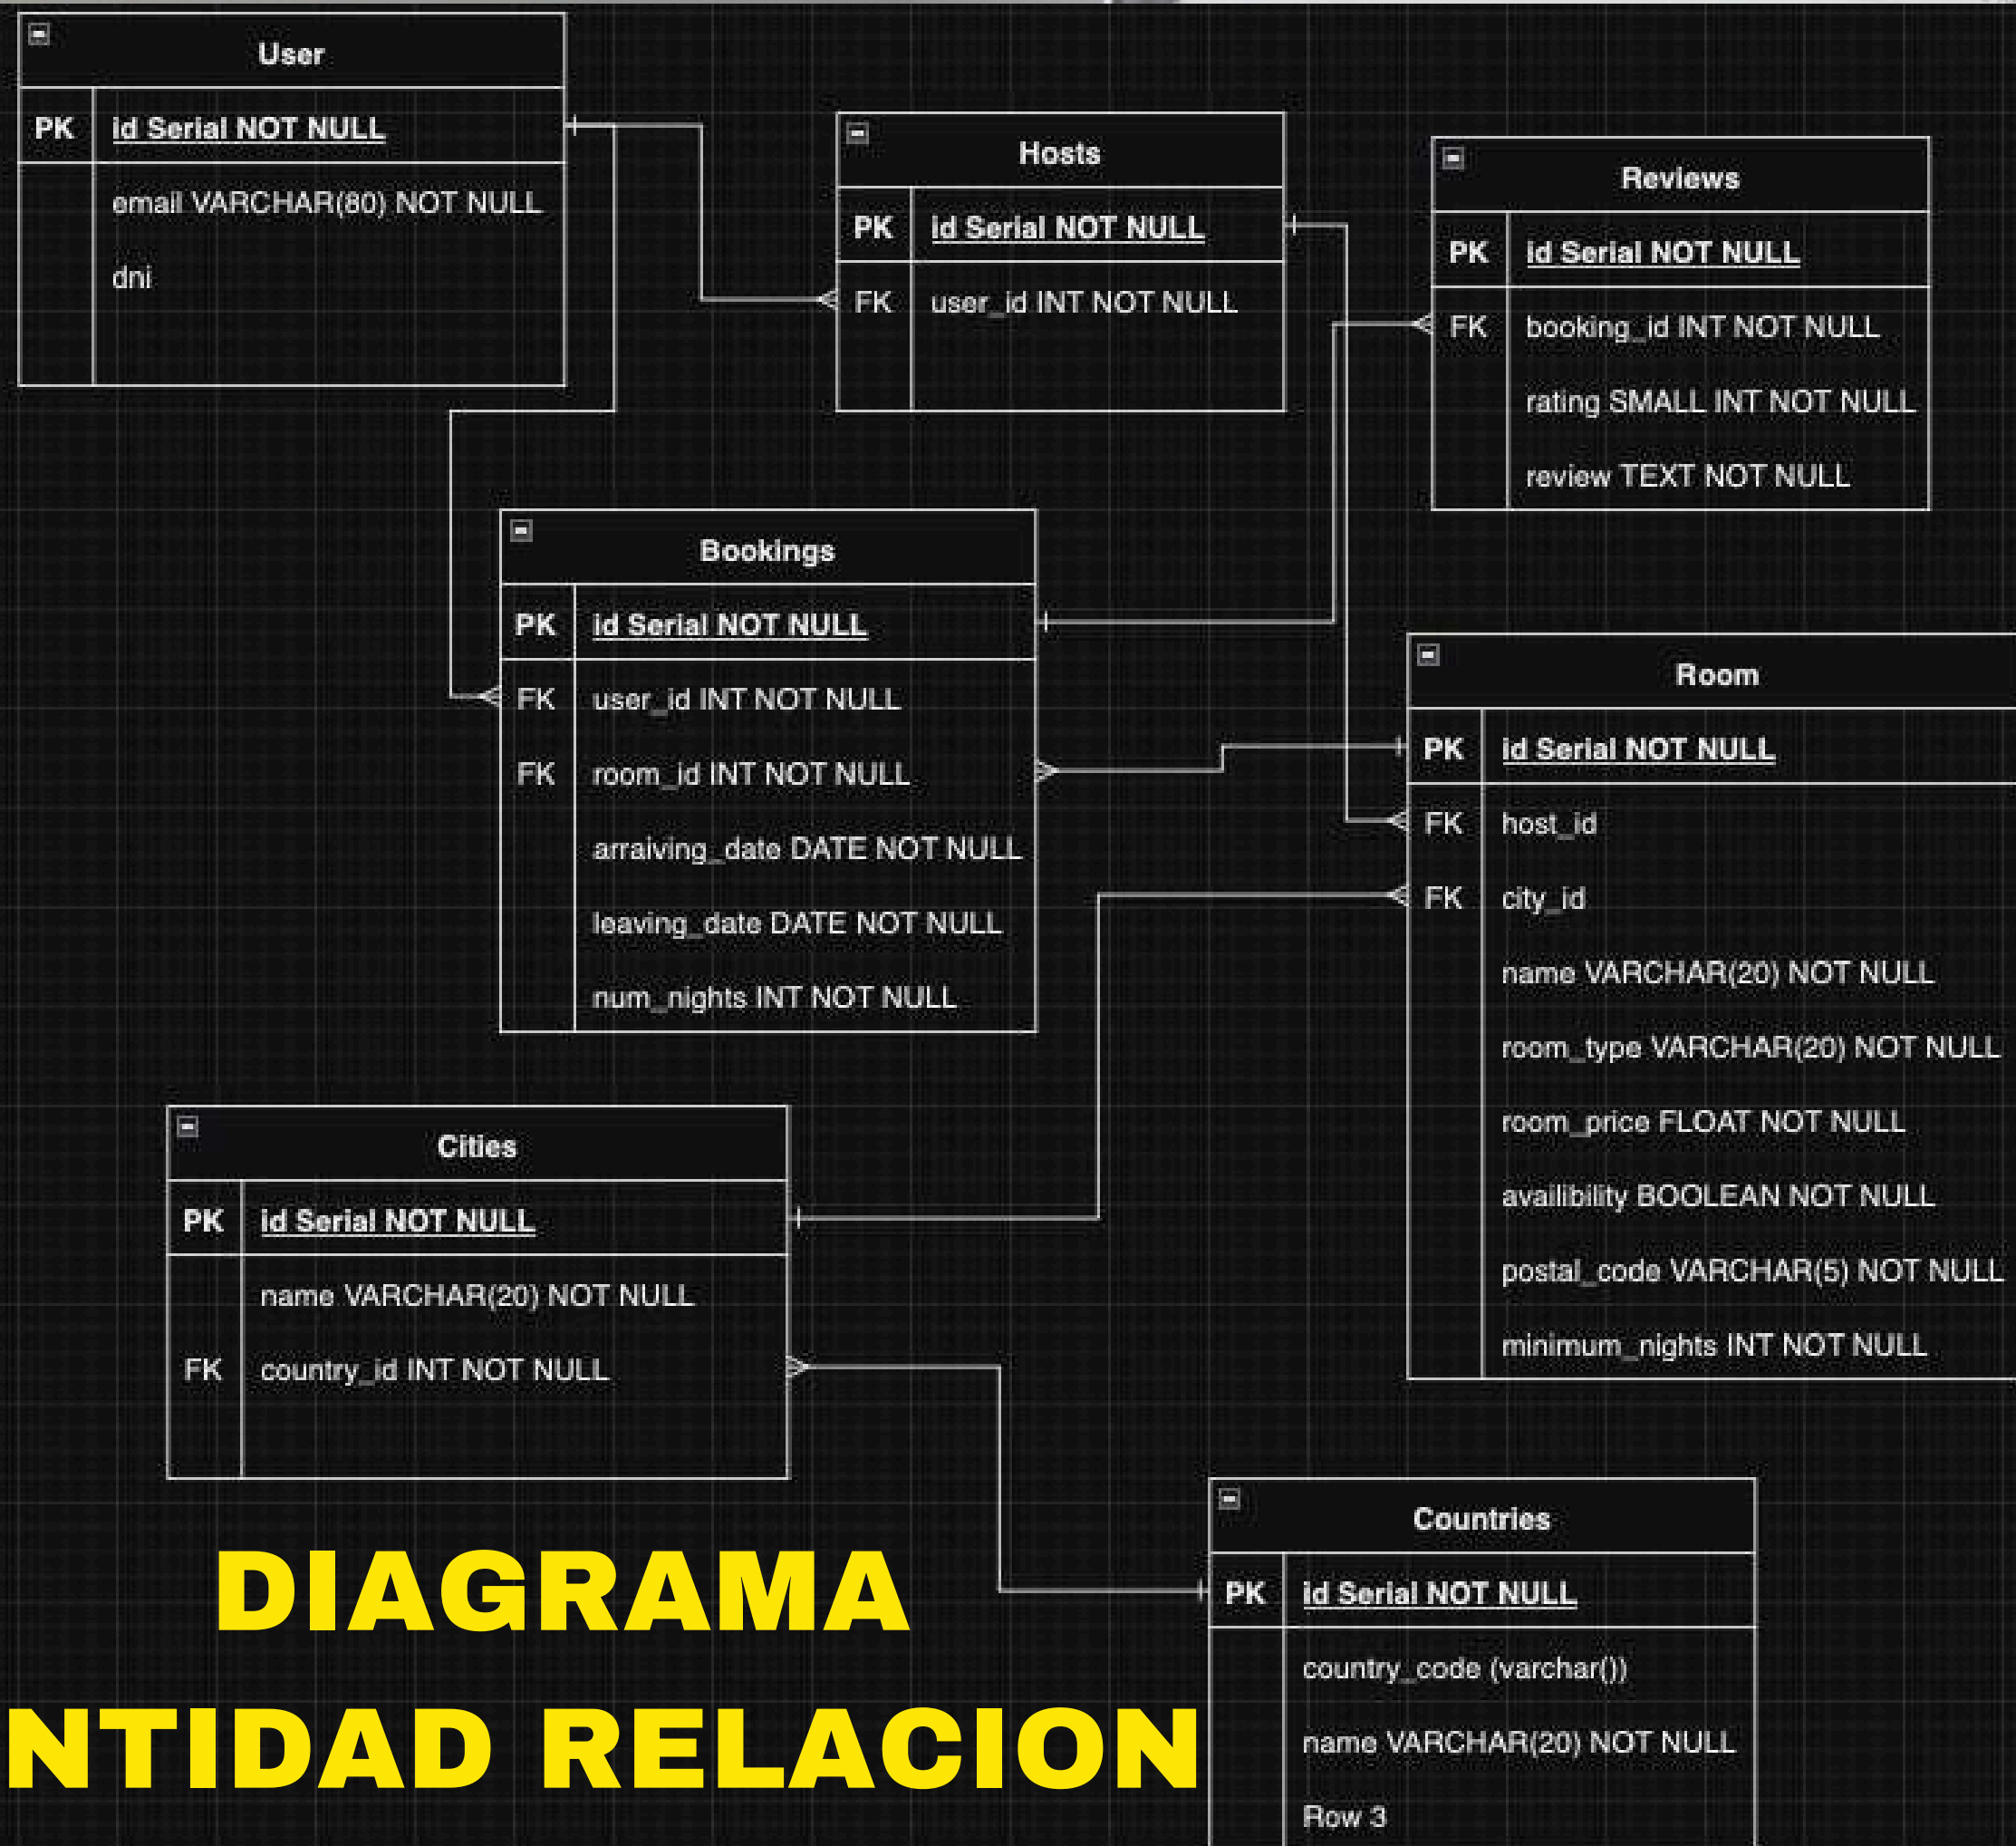 User
PK id Serial NOT NULL
email VARCHAR(80) NOT NULL
dni
Hosts
PK id Serial NOT NULL
FK user_id INT NOT NULL
Reviews
PK id Serial NOT NULL
FK booking_id INT NOT NULL
rating SMALL INT NOT NULL
review TEXT NOT NULL
Bookings
PK id Serial NOT NULL
FK user_id INT NOT NULL
FK room_id INT NOT NULL
arraiving_date DATE NOT NULL
leaving_date DATE NOT NULL
num_nights INT NOT NULL
Room
PK id Serial NOT NULL
FK host_id
FK city_id
name VARCHAR(20) NOT NULL
room_type VARCHAR(20) NOT NULL
room_price FLOAT NOT NULL
availibility BOOLEAN NOT NULL
postal_code VARCHAR(5) NOT NULL
minimum_nights INT NOT NULL
Cities
PK id Serial NOT NULL
name VARCHAR(20) NOT NULL
FK country_id INT NOT NULL
Countries
PK id Serial NOT NULL
country_code (varchar())
name VARCHAR(20) NOT NULL
Row 3
DIAGRAMA
NTIDAD RELACION